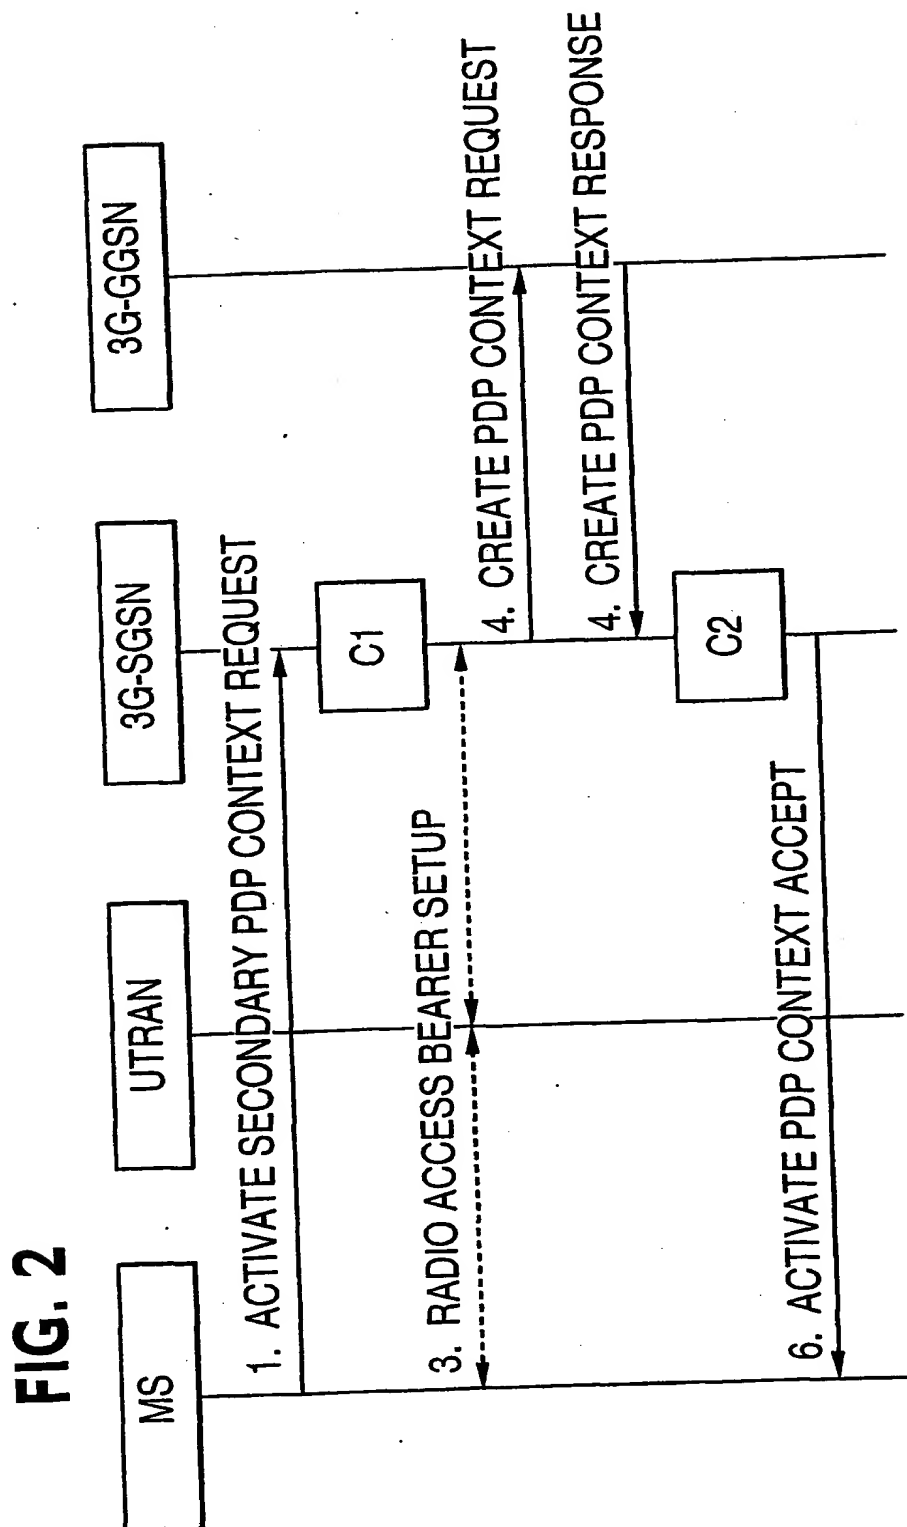 FIG. 2
MS
UTRAN
3G-SGSN
3G-GGSN
1. ACTIVATE SECONDARY PDP CONTEXT REQUEST
C1
3. RADIO ACCESS BEARER SETUP
4. CREATE PDP CONTEXT REQUEST
4. CREATE PDP CONTEXT RESPONSE
C2
6. ACTIVATE PDP CONTEXT ACCEPT